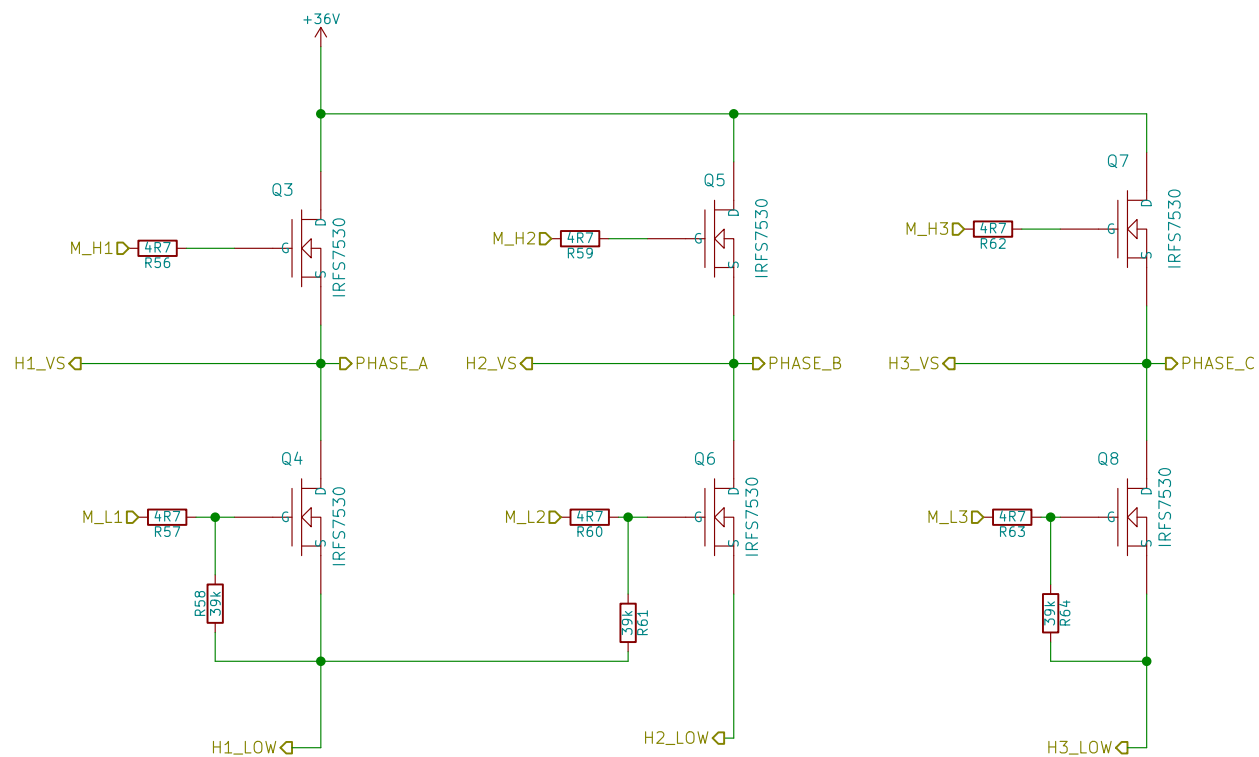 +36V
Q3
Q5
Q7
M_H1
4R7
R56
G
D
S
IRFS7530
M_H2
4R7
R59
G
D
S
IRFS7530
M_H3
4R7
R62
G
D
S
IRFS7530
H1_VS
PHASE_A
H2_VS
PHASE_B
H3_VS
PHASE_C
Q4
Q6
Q8
M_L1
4R7
R57
G
D
S
IRFS7530
M_L2
4R7
R60
G
D
S
IRFS7530
M_L3
4R7
R63
G
D
S
IRFS7530
R58
39k
39k
R61
39k
R64
H1_LOW
H2_LOW
H3_LOW